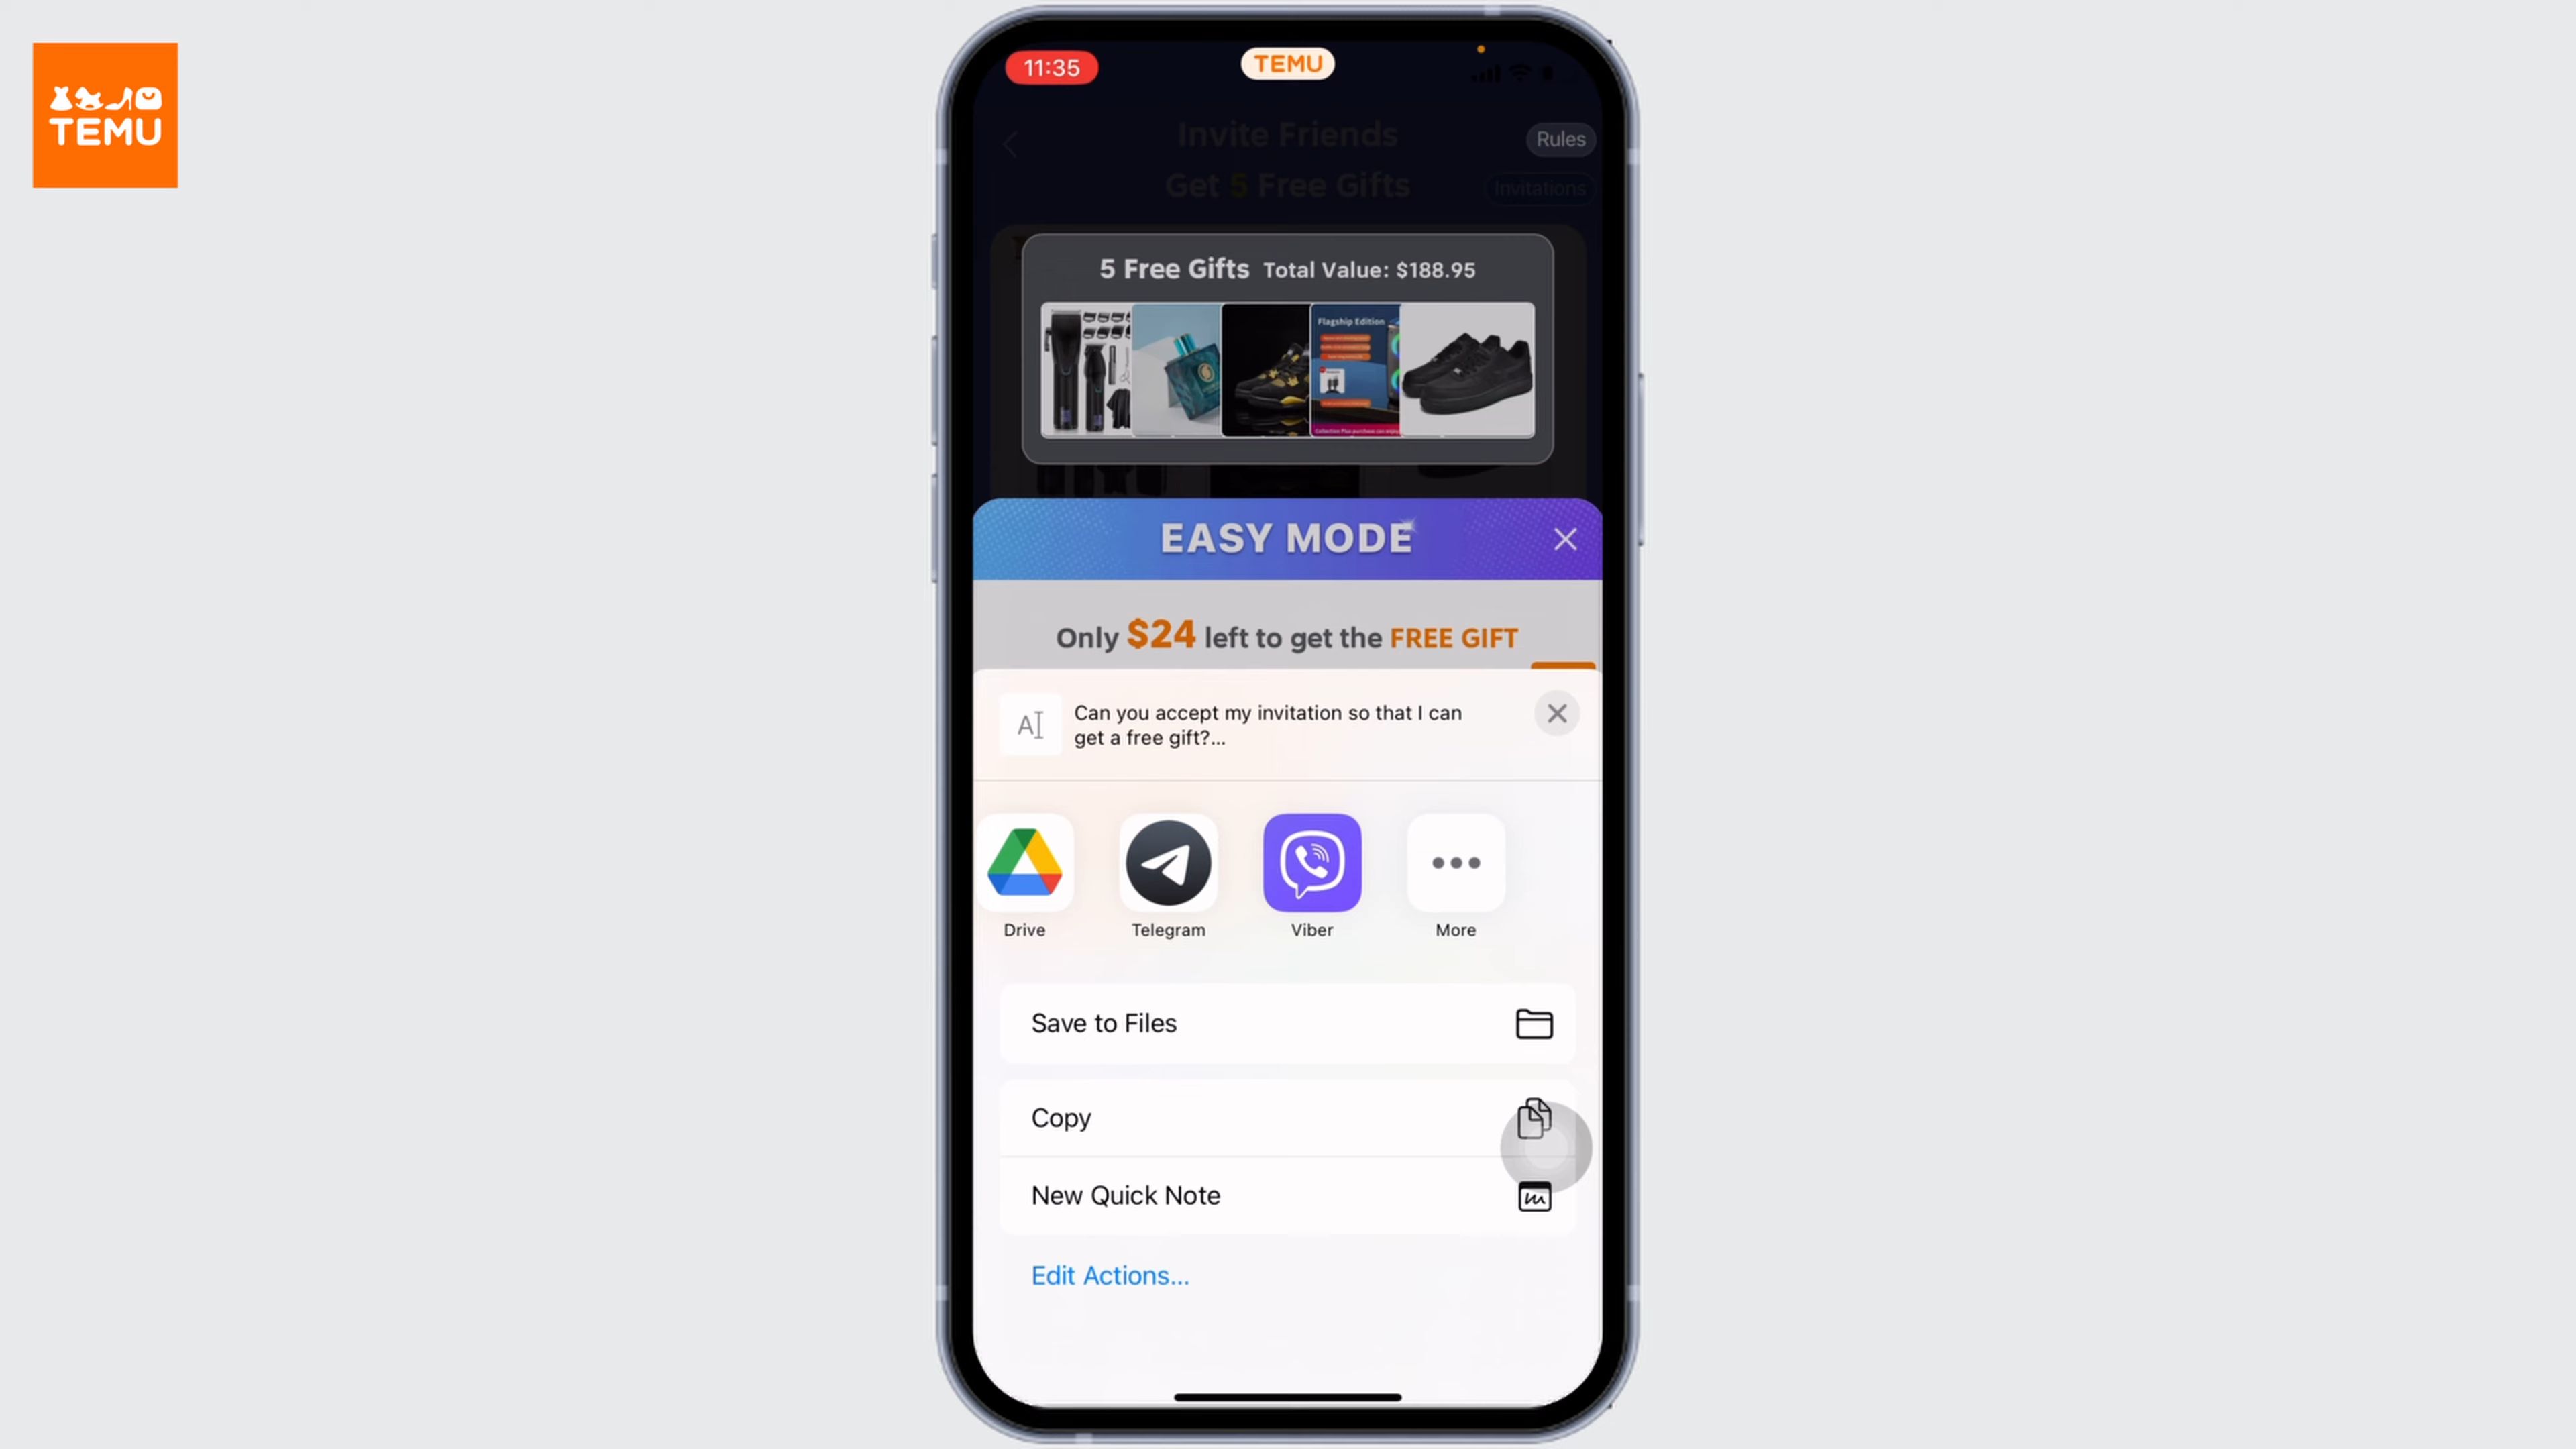 TEMU
11:35
TEMU
Invite Friends
Rules
Get 5 Free Gifts
Invitations
5 Free Gifts Total Value: $188.95
Flagship Edition
EASY MODE
Only $24 left to get the FREE GIFT
Can you accept my invitation so that I can
get a free gift?...
Drive
Telegram
Viber
More
Save to Files
Copy
New Quick Note
Edit Actions...